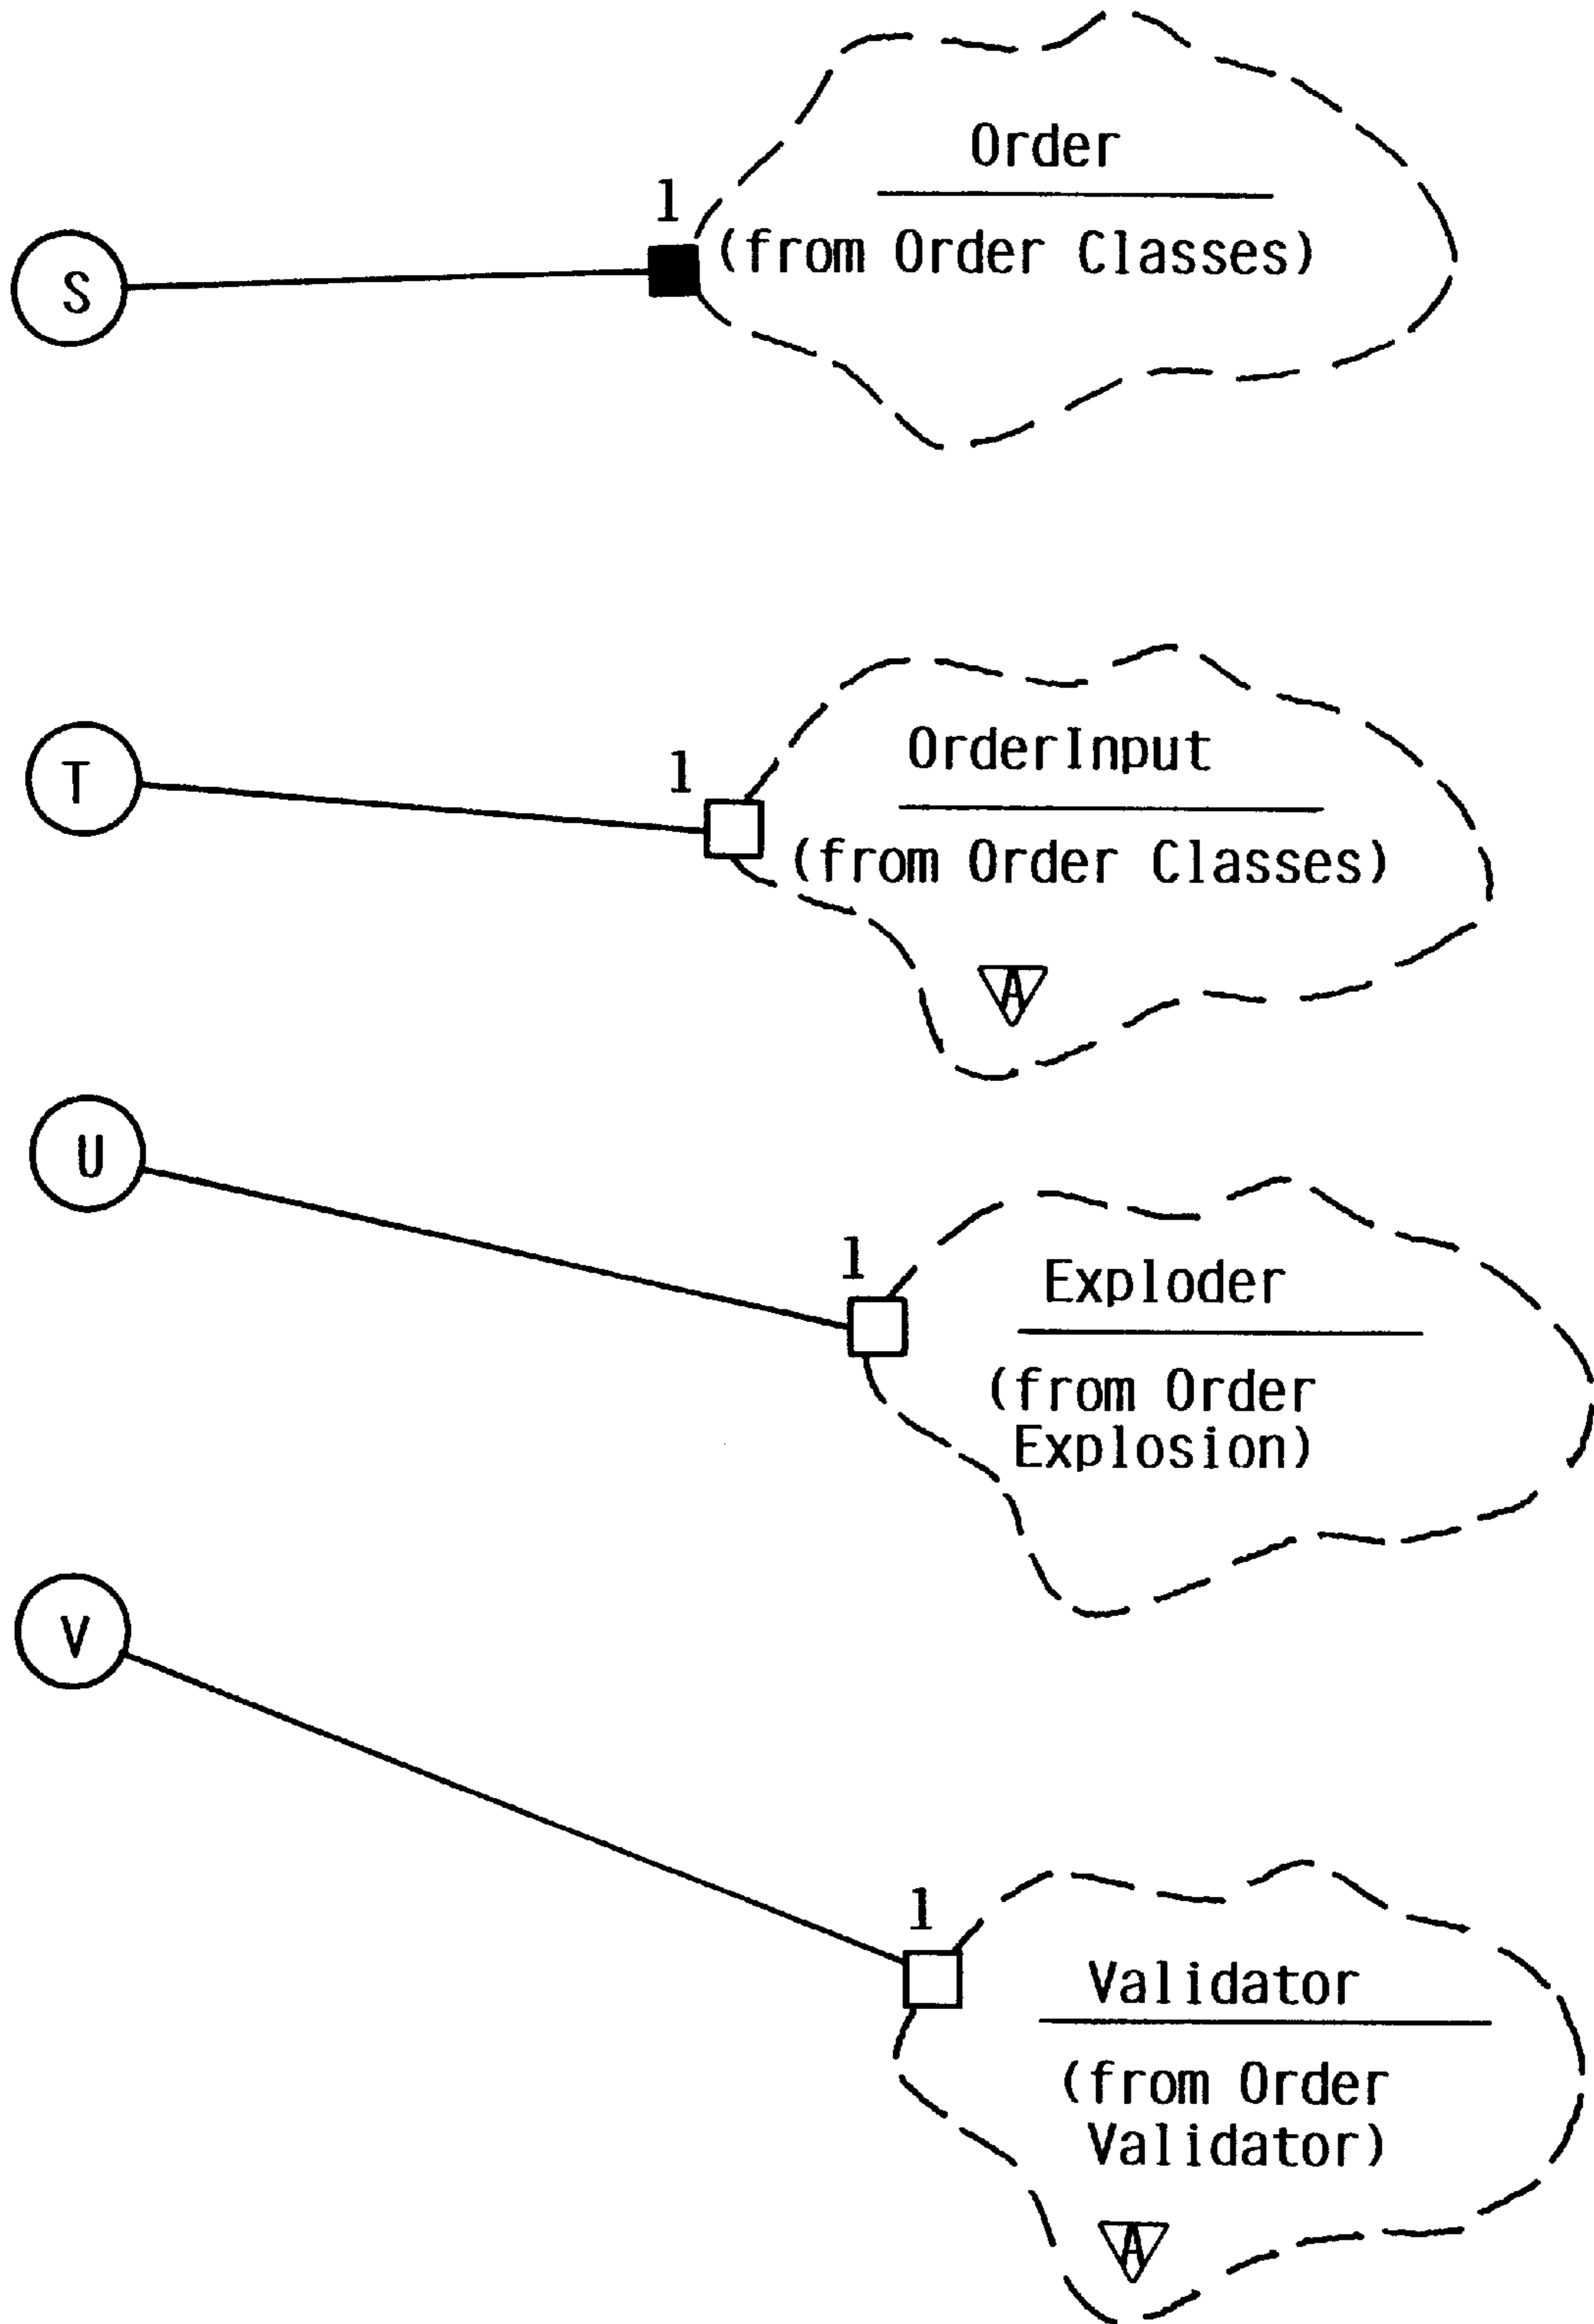 Order
1
(from Order Classes)
S
OrderInput
1
T
(from Order Classes)
A
U
1
Exploder
(from Order
Explosion)
V
1
Validator
(from Order
Validator)
A